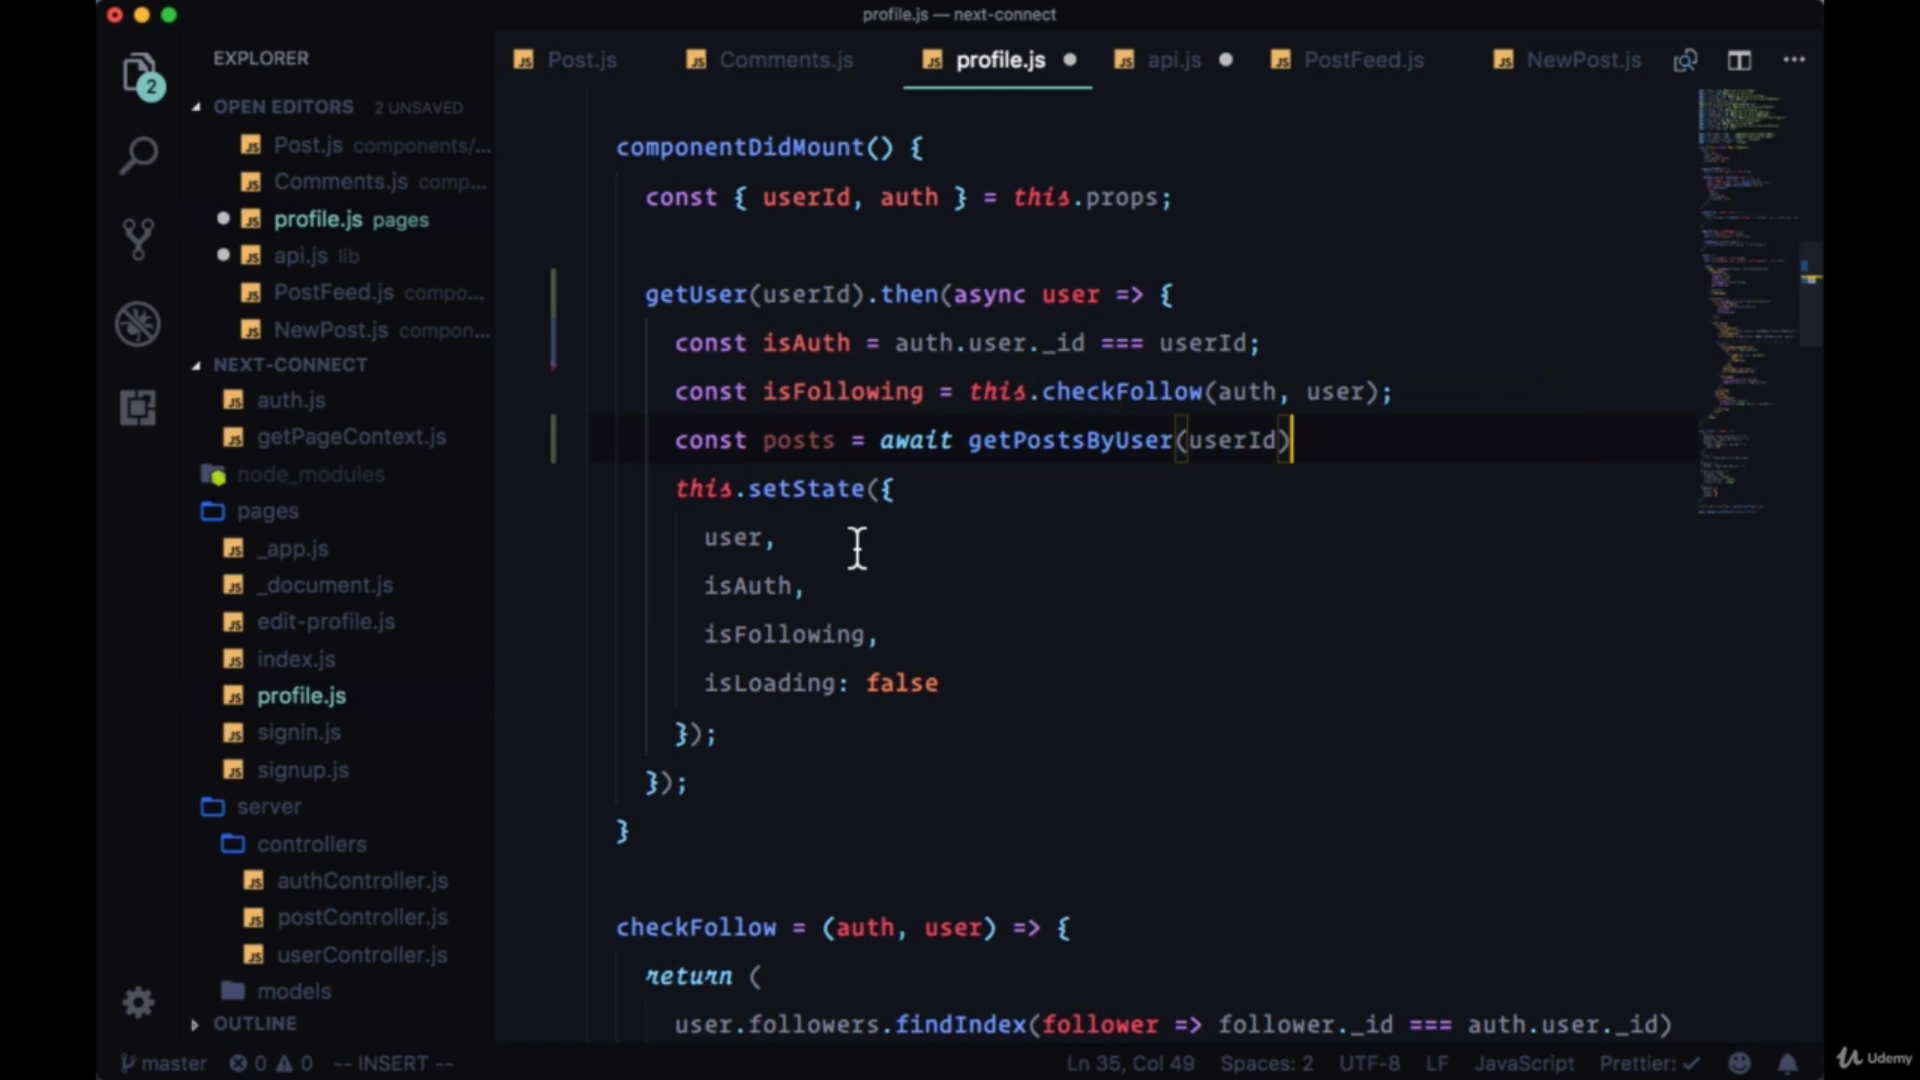 profile.js — next-connect
EXPLORER
Post.js
Comments.js
profile.js
api.js
PostFeed.js
NewPost.js
2
OPEN EDITORS 2 UNSAVED
Post.js components/...
Comments.js comp...
profile.js pages
api.js lib
PostFeed.js compo...
NewPost.js compon...
NEXT-CONNECT
auth.js
getPageContext.js
node_modules
pages
_app.js
_document.js
edit-profile.js
index.js
profile.js
signin.js
signup.js
server
controllers
authController.js
postController.js
userController.js
models
OUTLINE
componentDidMount() {
const { userId, auth } = this.props;
getUser(userId).then(async user => {
const isAuth = auth.user._id === userId;
const isFollowing = this.checkFollow(auth, user);
const posts = await getPostsByUser(userId)
this.setState({
user,
isAuth,
isFollowing,
isLoading: false
});
});
}
checkFollow = (auth, user) => {
return (
user.followers.findIndex(follower => follower._id === auth.user._id)
master 0 0 -- INSERT --
Ln 35, Col 49 Spaces: 2 UTF-8 LF JavaScript Prettier: ✓
Udemy